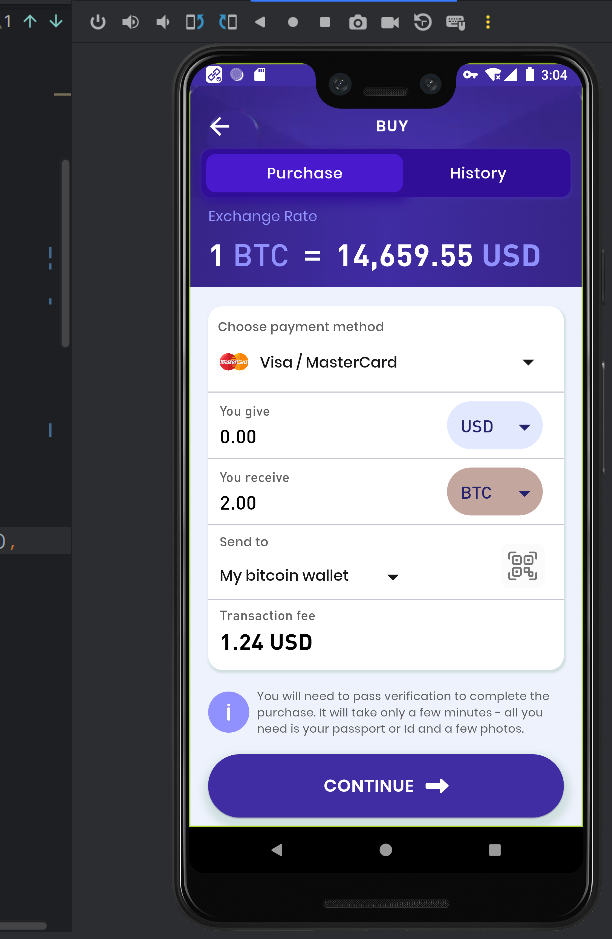 1
3:04
BUY
Purchase
History
Exchange Rate
1 BTC = 14,659.55 USD
Choose payment method
Visa / MasterCard
You give
0.00
USD
You receive
2.00
BTC
Send to
My bitcoin wallet
Transaction fee
1.24 USD
You will need to pass verification to complete the
purchase. It will take only a few minutes - all you
need is your passport or Id and a few photos.
CONTINUE